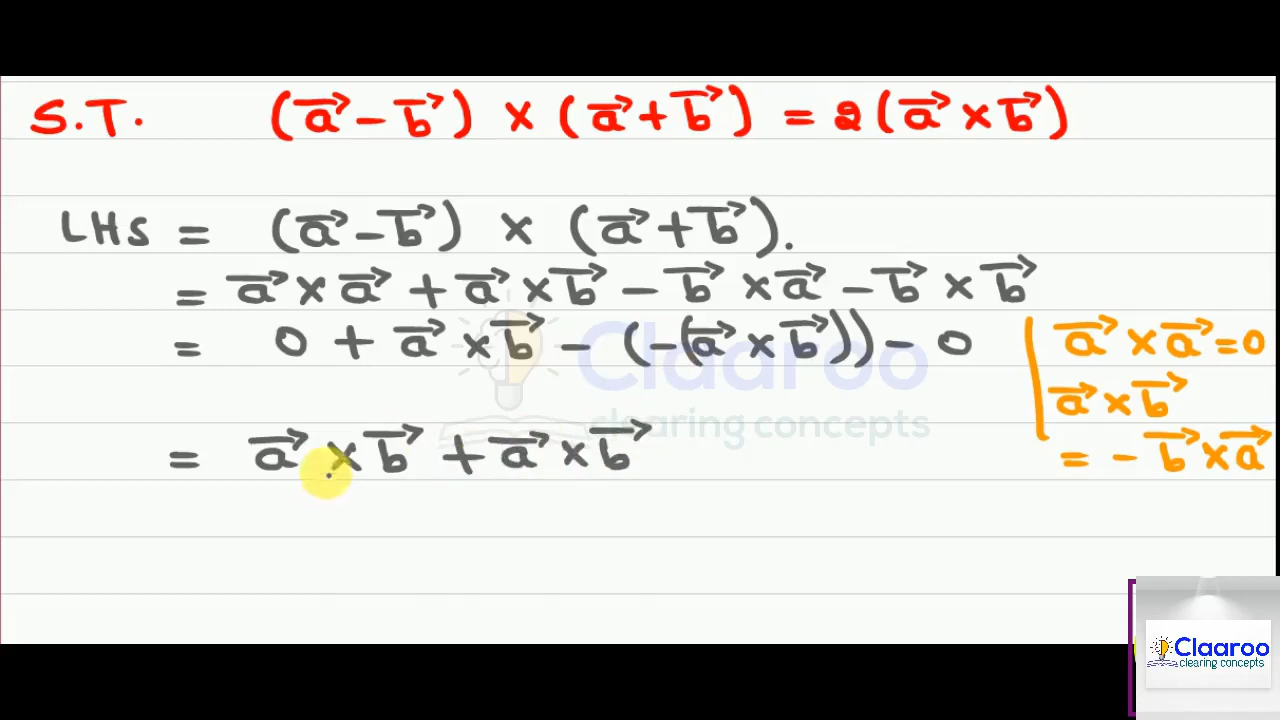 S.T. (a⃗ - b⃗) × (a⃗ + b⃗) = 2(a⃗ × b⃗)
LHS = (a⃗ - b⃗) × (a⃗ + b⃗).
= a⃗ × a⃗ + a⃗ × b⃗ - b⃗ × a⃗ - b⃗ × b⃗
= 0 + a⃗ × b⃗ - (-(a⃗ × b⃗)) - 0
a⃗ × a⃗ = 0
a⃗ × b⃗
= - b⃗ × a⃗
= a⃗ × b⃗ + a⃗ × b⃗
Claaroo
clearing concepts
Claaroo
clearing concepts